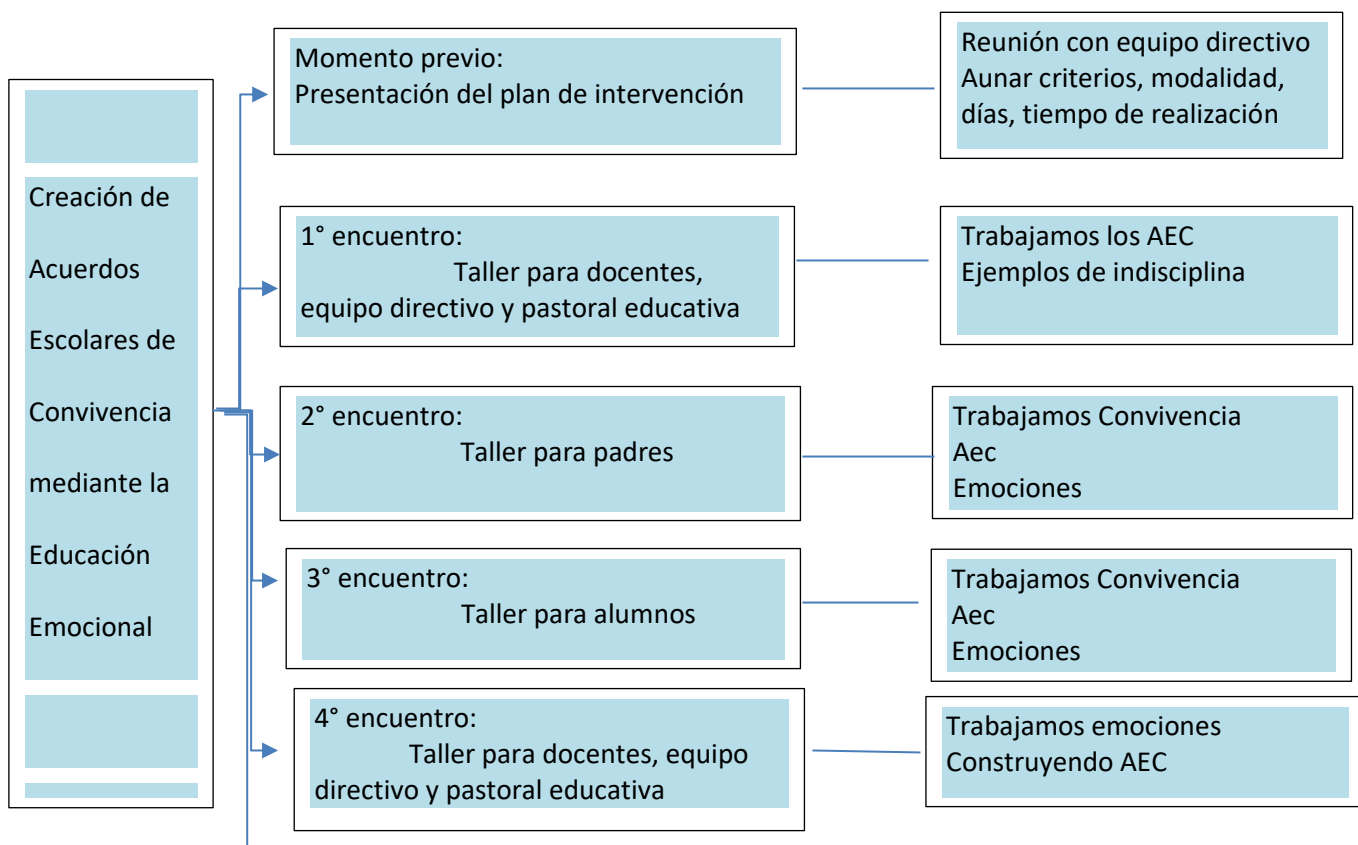 Creación de
Acuerdos
Escolares de
Convivencia
mediante la
Educación
Emocional
Momento previo:
Presentación del plan de intervención
Reunión con equipo directivo
Aunar criterios, modalidad,
días, tiempo de realización
1° encuentro:
Taller para docentes,
equipo directivo y pastoral educativa
Trabajamos los AEC
Ejemplos de indisciplina
2° encuentro:
Taller para padres
Trabajamos Convivencia
Aec
Emociones
3° encuentro:
Taller para alumnos
Trabajamos Convivencia
Aec
Emociones
4° encuentro:
Taller para docentes, equipo
directivo y pastoral educativa
Trabajamos emociones
Construyendo AEC